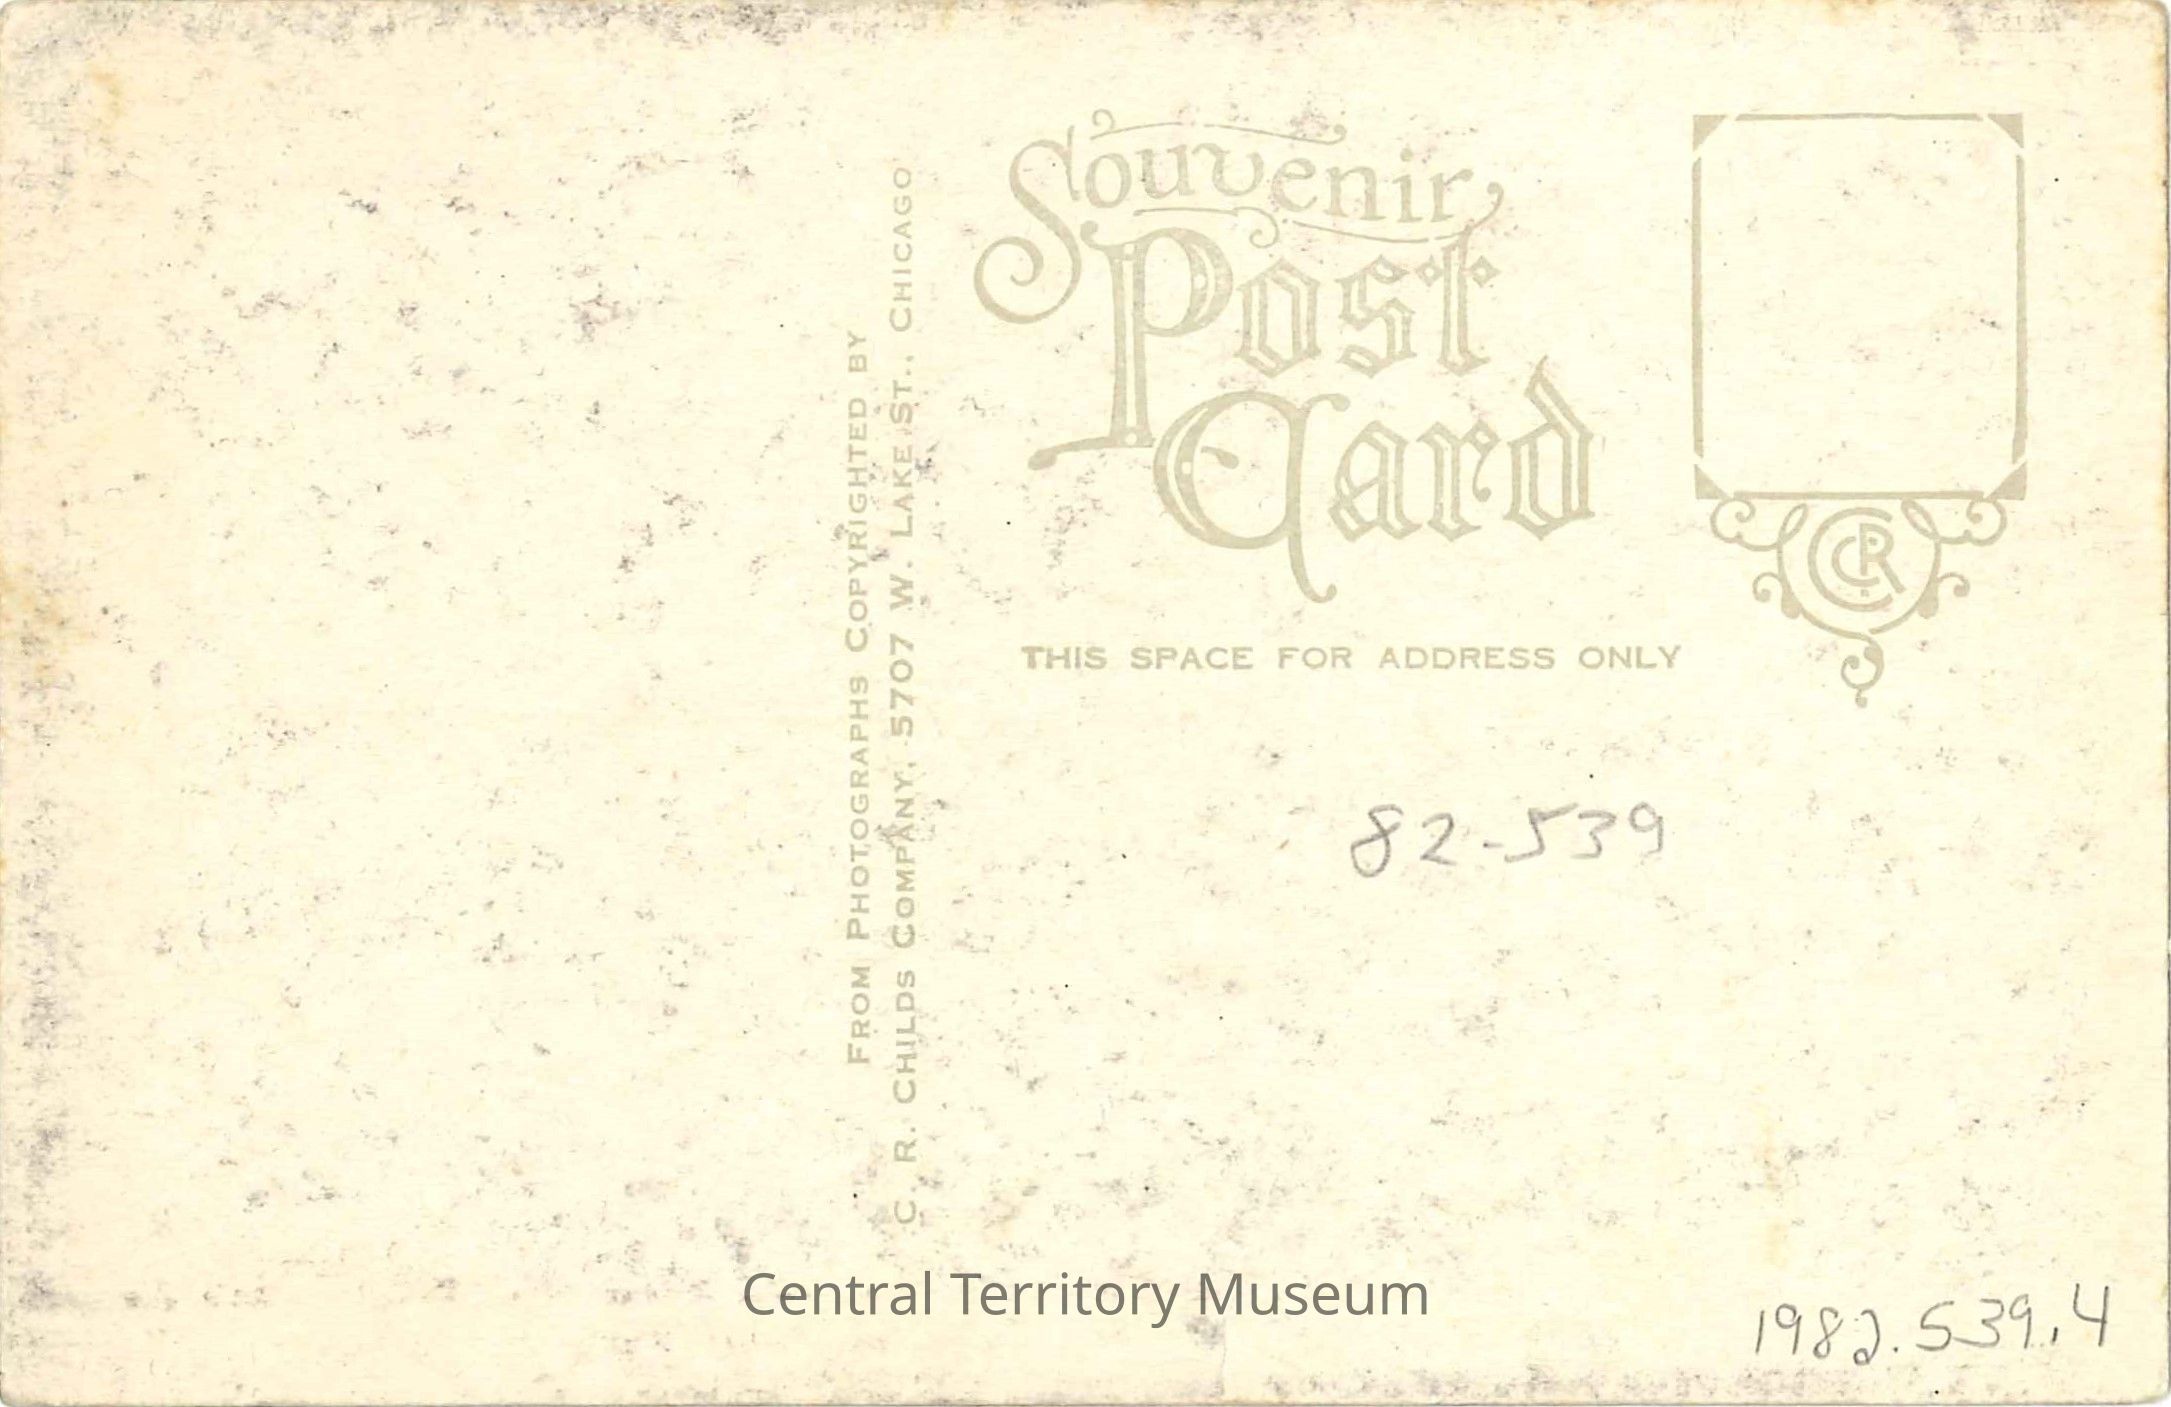 Souvenir
Post
Card
CRC
THIS SPACE FOR ADDRESS ONLY
FROM PHOTOGRAPHS COPYRIGHTED BY
C. R. CHILDS COMPANY, 5707 W. LAKE ST., CHICAGO
82-539
Central Territory Museum
1982.539.4